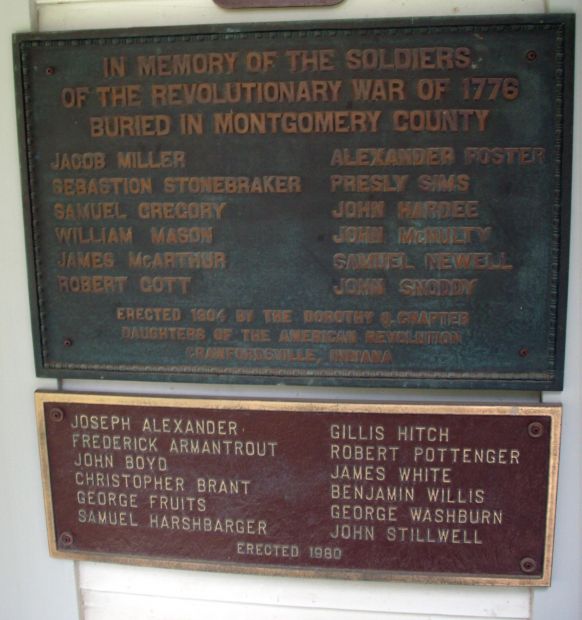 IN MEMORY OF THE SOLDIERS
OF THE REVOLUTIONARY WAR OF 1776
BURIED IN MONTGOMERY COUNTY
JACOB MILLER
SEBASTION STONEBRAKER
SAMUEL GREGORY
WILLIAM MASON
JAMES McARTHUR
ROBERT GOTT
ALEXANDER FOSTER
PRESLY SIMS
JOHN HARDEE
JOHN McNULTY
SAMUEL NEWELL
JOHN SNODDY
ERECTED 1904 BY THE DOROTHY Q. CHAPTER
DAUGHTERS OF THE AMERICAN REVOLUTION
CRAWFORDSVILLE, INDIANA
JOSEPH ALEXANDER
FREDERICK ARMANTROUT
JOHN BOYD
CHRISTOPHER BRANT
GEORGE FRUITS
SAMUEL HARSHBARGER
GILLIS HITCH
ROBERT POTTENGER
JAMES WHITE
BENJAMIN WILLIS
GEORGE WASHBURN
JOHN STILLWELL
ERECTED 1980